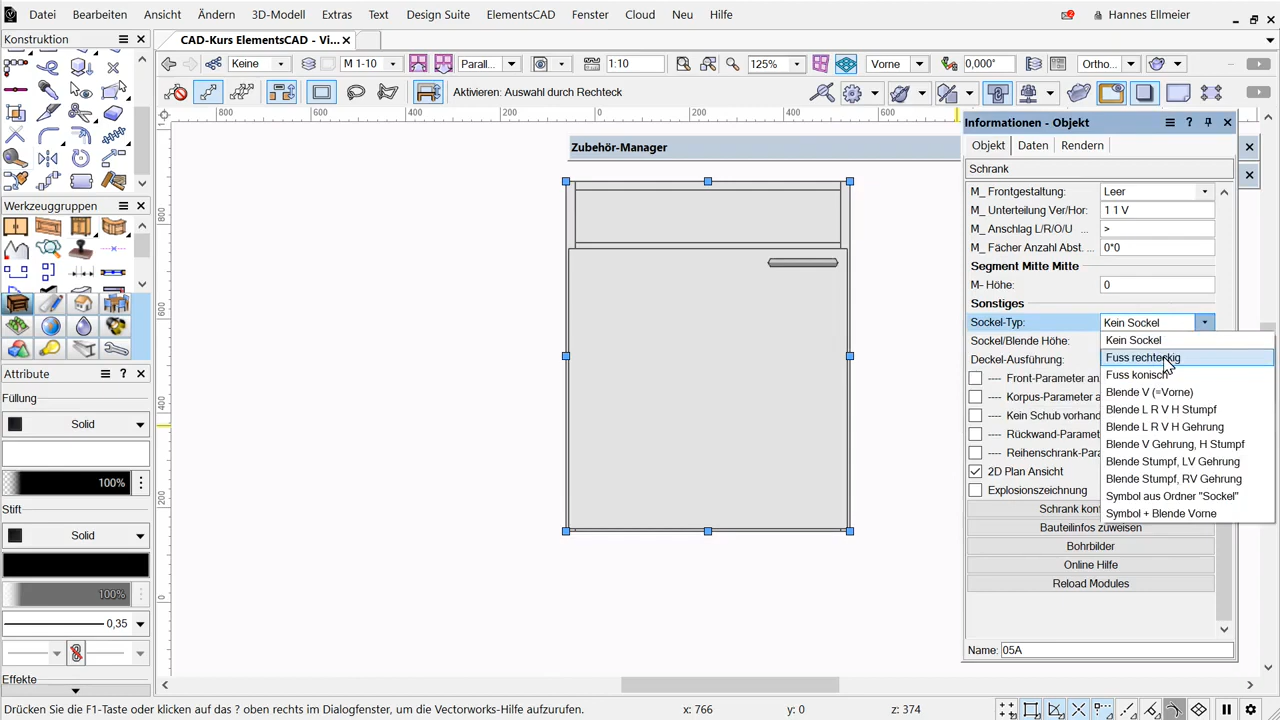 Datei Bearbeiten Ansicht Ändern 3D-Modell Extras Text Design Suite ElementsCAD Fenster Cloud Neu Hilfe Hannes Ellmeier
Konstruktion
CAD-Kurs ElementsCAD – Vi...
Keine M 1-10 Parall... 1:10 125% Vorne 0,000° Ortho...
Aktivieren: Auswahl durch Rechteck
800 600 400 200 0 200 400 600
Informationen - Objekt
Zubehör-Manager
Objekt Daten Rendern
Schrank
M_ Frontgestaltung: Leer
M_ Unterteilung Ver/Hor: 1 1 V
M_ Anschlag L/R/O/U ... >
M_ Fächer Anzahl Abst. ... 0*0
Segment Mitte Mitte
M- Höhe: 0
Sonstiges
Sockel-Typ: Kein Sockel
Sockel/Blende Höhe:
Deckel-Ausführung:
---- Front-Parameter an
---- Korpus-Parameter a
---- Kein Schub vorhand
---- Rückwand-Paramet
---- Reihenschrank-Par
2D Plan Ansicht
Explosionszeichnung
Kein Sockel
Fuss rechteckig
Fuss konisch
Blende V (=Vorne)
Blende L R V H Stumpf
Blende L R V H Gehrung
Blende V Gehrung, H Stumpf
Blende Stumpf, LV Gehrung
Blende Stumpf, RV Gehrung
Symbol aus Ordner "Sockel"
Symbol + Blende Vorne
Schrank kon
Bauteilinfos zuweisen
Bohrbilder
Online Hilfe
Reload Modules
Name: 05A
Werkzeuggruppen
Attribute
Füllung
Solid
100%
Stift
Solid
100%
0,35
Effekte
800
600
400
200
0
Drücken Sie die F1-Taste oder klicken auf das ? oben rechts im Dialogfenster, um die Vectorworks-Hilfe aufzurufen. x: 766 y: 0 z: 374